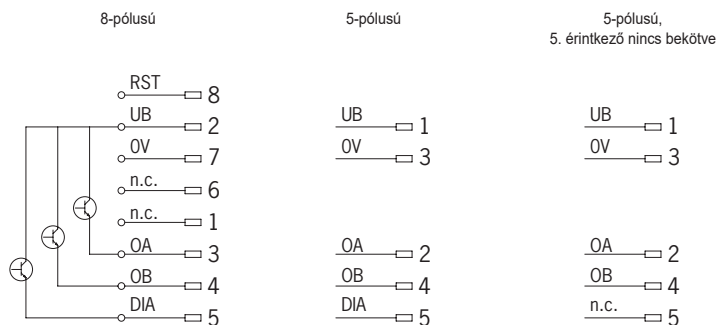 8-pólusú
5-pólusú
5-pólusú,
5. érintkező nincs bekötve
RST 8
UB 2
0V 7
n.c. 6
n.c. 1
OA 3
OB 4
DIA 5
UB 1
0V 3
OA 2
OB 4
DIA 5
UB 1
0V 3
OA 2
OB 4
n.c. 5